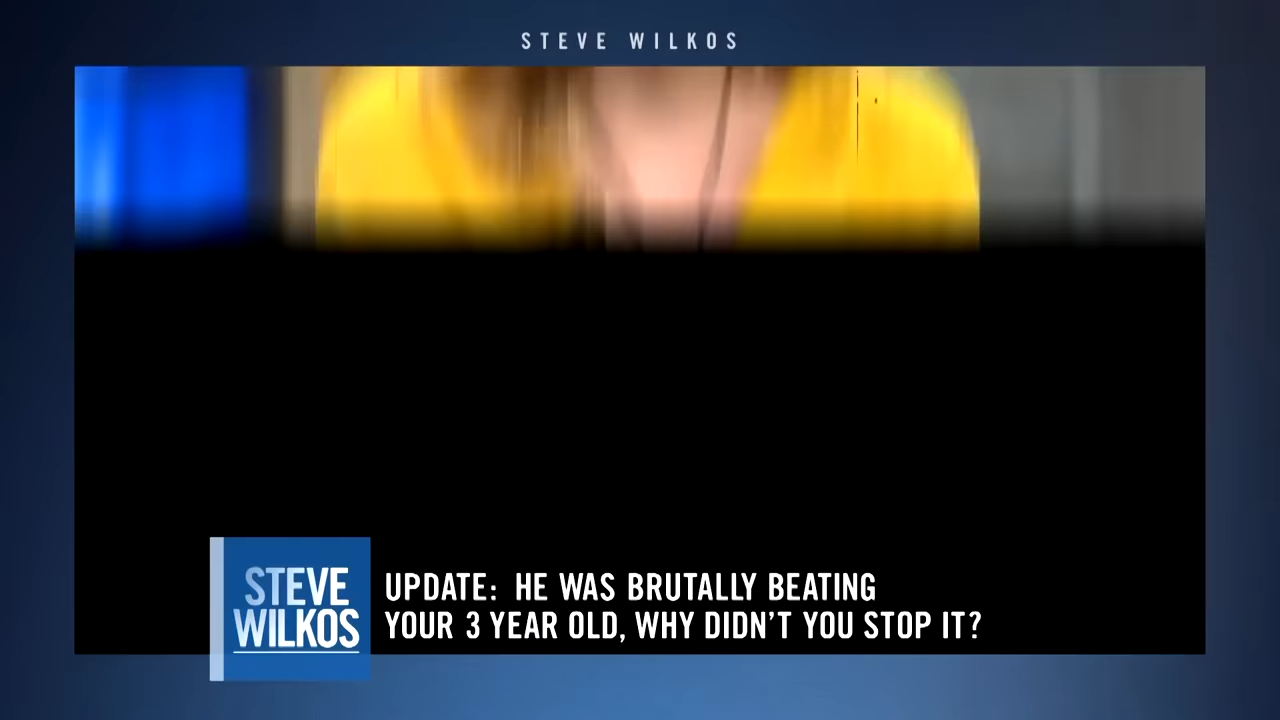 STEVE WILKOS
STEVE
WILKOS
UPDATE: HE WAS BRUTALLY BEATING
YOUR 3 YEAR OLD, WHY DIDN'T YOU STOP IT?